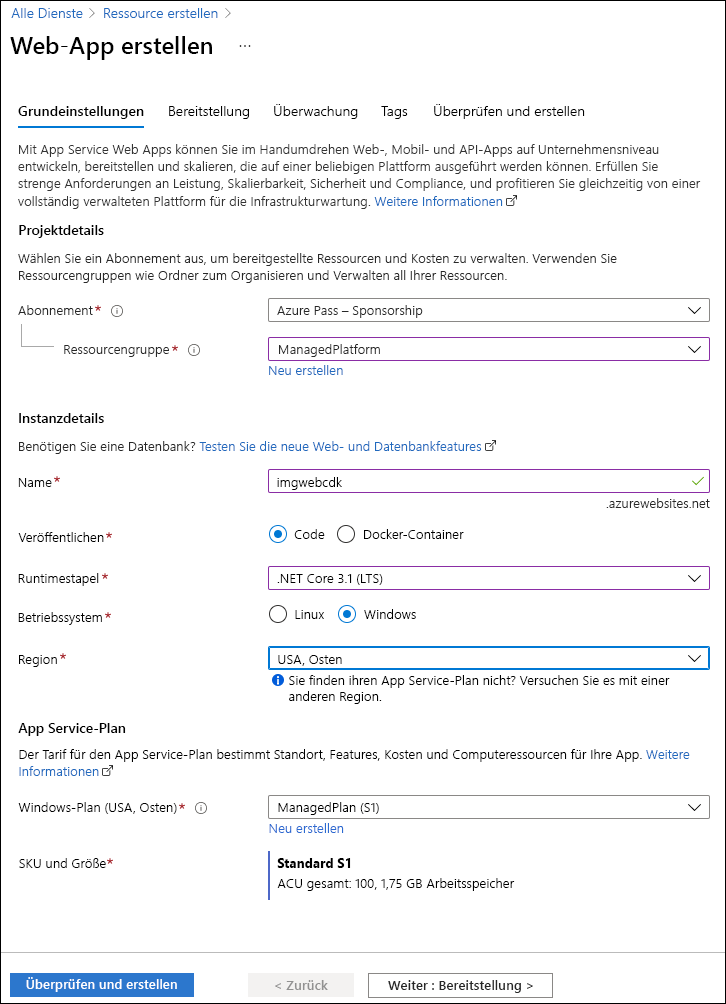 Alle Dienste > Ressource erstellen >
Web-App erstellen ...
Grundeinstellungen Bereitstellung Überwachung Tags Überprüfen und erstellen
Mit App Service Web Apps können Sie im Handumdrehen Web-, Mobil- und API-Apps auf Unternehmensniveau
entwickeln, bereitstellen und skalieren, die auf einer beliebigen Plattform ausgeführt werden können. Erfüllen Sie
strenge Anforderungen an Leistung, Skalierbarkeit, Sicherheit und Compliance, und profitieren Sie gleichzeitig von einer
vollständig verwalteten Plattform für die Infrastrukturwartung. Weitere Informationen
Projektdetails
Wählen Sie ein Abonnement aus, um bereitgestellte Ressourcen und Kosten zu verwalten. Verwenden Sie
Ressourcengruppen wie Ordner zum Organisieren und Verwalten all Ihrer Ressourcen.
Abonnement* Azure Pass – Sponsorship
Ressourcengruppe* ManagedPlatform
Neu erstellen
Instanzdetails
Benötigen Sie eine Datenbank? Testen Sie die neue Web- und Datenbankfeatures
Name* imgwebcdk
.azurewebsites.net
Veröffentlichen* Code Docker-Container
Runtimestapel* .NET Core 3.1 (LTS)
Betriebssystem* Linux Windows
Region* USA, Osten
Sie finden ihren App Service-Plan nicht? Versuchen Sie es mit einer
anderen Region.
App Service-Plan
Der Tarif für den App Service-Plan bestimmt Standort, Features, Kosten und Computeressourcen für Ihre App. Weitere
Informationen
Windows-Plan (USA, Osten)* ManagedPlan (S1)
Neu erstellen
SKU und Größe* Standard S1
ACU gesamt: 100, 1,75 GB Arbeitsspeicher
Überprüfen und erstellen < Zurück Weiter : Bereitstellung >